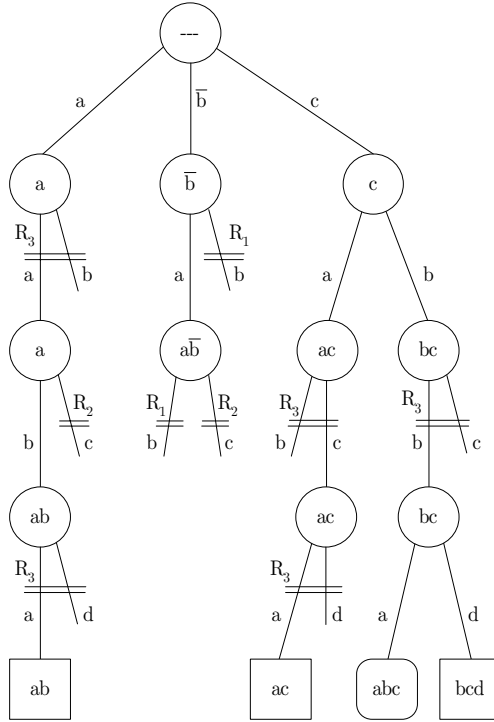 ---
a b̅ c
a b̅ c
R3 R1
a b a b a b
a ab̅ ac bc
R2 R1 R2 R3 R3
b c b c b c b c
ab ac bc
R3 R3
a d a d a d
ab ac abc bcd